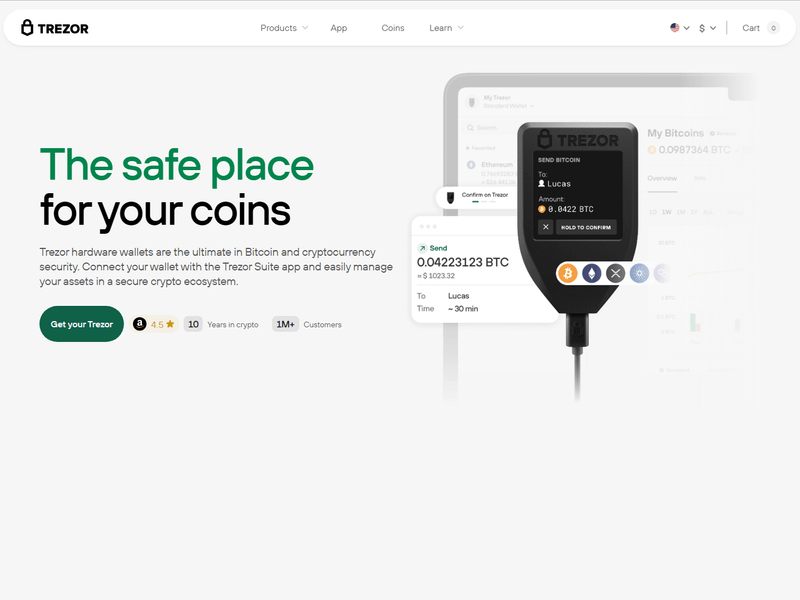 TREZOR
Products
App
Coins
Learn
$
Cart
0
The safe place
for your coins
Trezor hardware wallets are the ultimate in Bitcoin and cryptocurrency
security. Connect your wallet with the Trezor Suite app and easily manage
your assets in a secure crypto ecosystem.
Get your Trezor
a
4.5
10
Years in crypto
1M+
Customers
My Trezor
Standard Wallet
Search
Favorites
Ethereum
My Bitcoins
0.0987364 BTC
Overview
1D 1W
Confirm on Trezor
Send
0.04223123 BTC
≈ $ 1023.32
To Lucas
Time ~ 30 min
TREZOR
SEND BITCOIN
To:
Lucas
Amount:
0.0422 BTC
HOLD TO CONFIRM